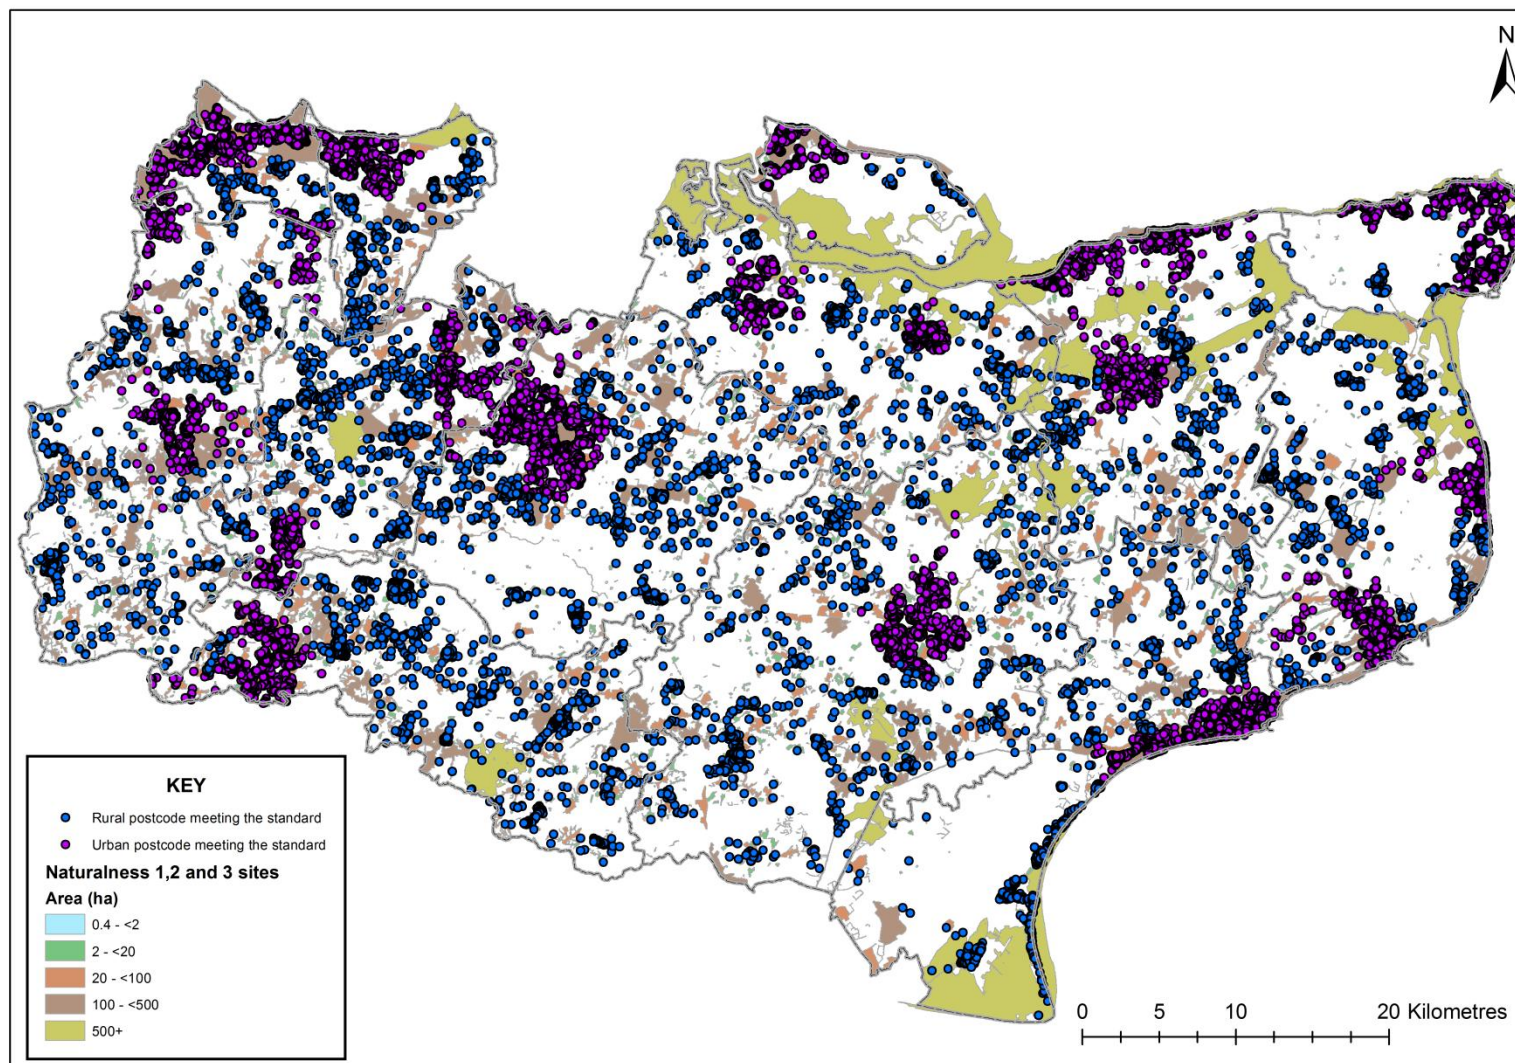 N
KEY
Rural postcode meeting the standard
Urban postcode meeting the standard
Naturalness 1,2 and 3 sites
Area (ha)
0.4 - <2
2 - <20
20 - <100
100 - <500
500+
0 5 10 20 Kilometres